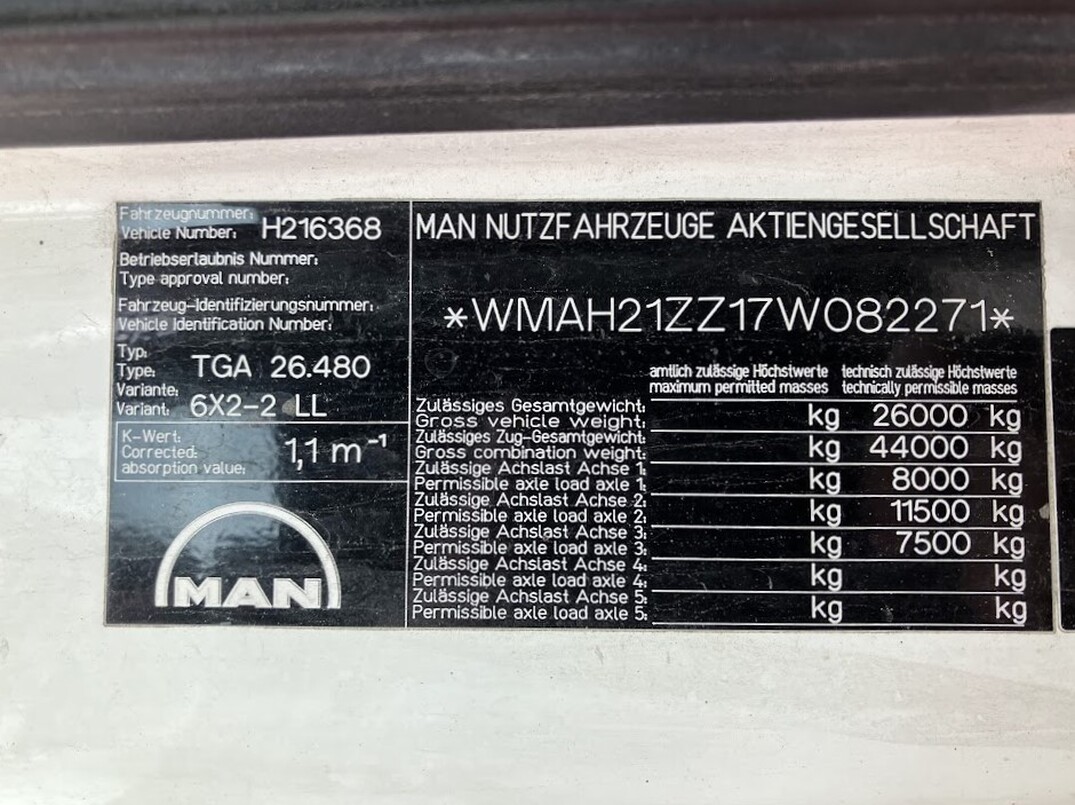 Fahrzeugnummer:
Vehicle Number: H216368
Betriebserlaubnis Nummer:
Type approval number:
Fahrzeug-Identifizierungsnummer:
Vehicle Identification Number:
Typ:
Type: TGA 26.480
Variante:
Variant: 6X2-2 LL
K-Wert:
Corrected: 1,1 m⁻¹
absorption value:
MAN
MAN NUTZFAHRZEUGE AKTIENGESELLSCHAFT
*WMAH21ZZ17W082271*
amtlich zulässige Höchstwerte technisch zulässige Höchstwerte
maximum permitted masses technically permissible masses
Zulässiges Gesamtgewicht:
Gross vehicle weight: kg 26000 kg
Zulässiges Zug-Gesamtgewicht:
Gross combination weight: kg 44000 kg
Zulässige Achslast Achse 1:
Permissible axle load axle 1: kg 8000 kg
Zulässige Achslast Achse 2:
Permissible axle load axle 2: kg 11500 kg
Zulässige Achslast Achse 3:
Permissible axle load axle 3: kg 7500 kg
Zulässige Achslast Achse 4:
Permissible axle load axle 4: kg kg
Zulässige Achslast Achse 5:
Permissible axle load axle 5: kg kg